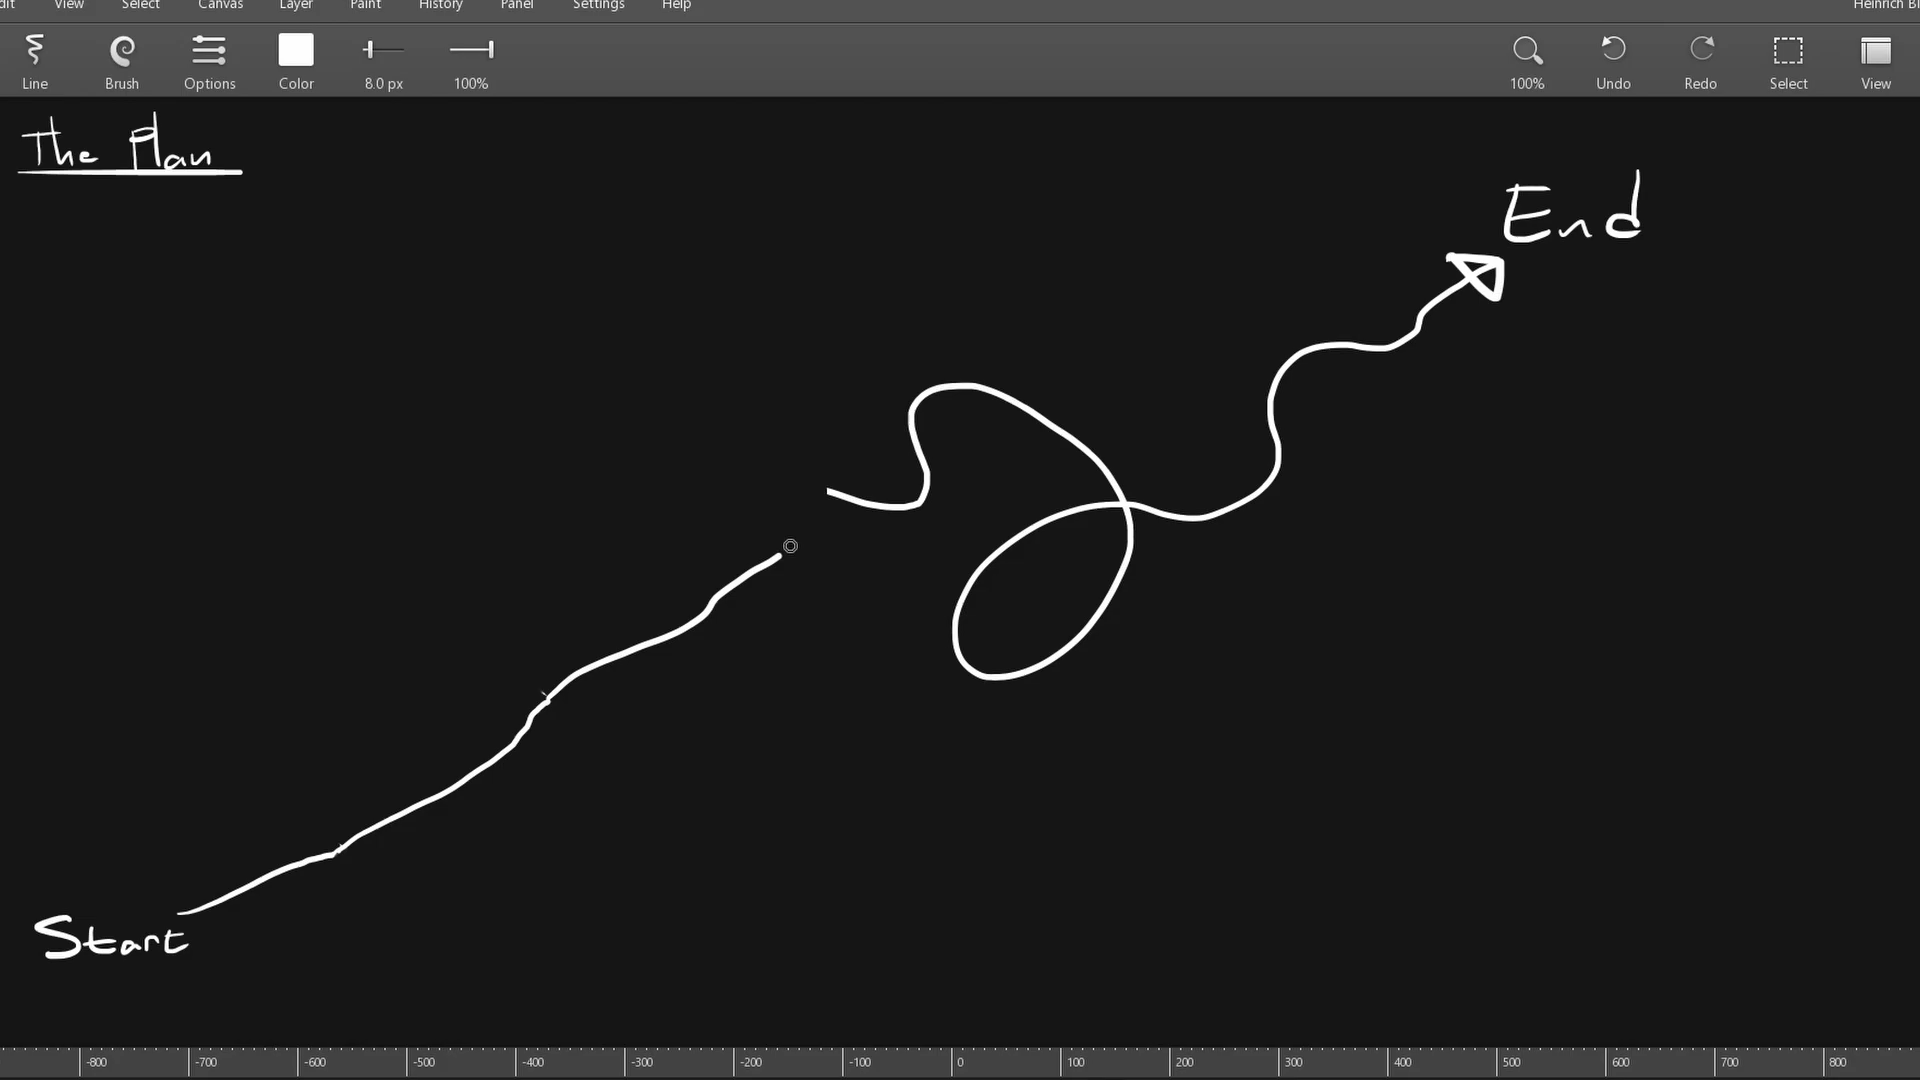 View Select Canvas Layer Paint History Panel Settings Help
Line Brush Options Color 8.0 px 100% 100% Undo Redo Select View
The Plan
End
Start
-800 -700 -600 -500 -400 -300 -200 -100 0 100 200 300 400 500 600 700 800